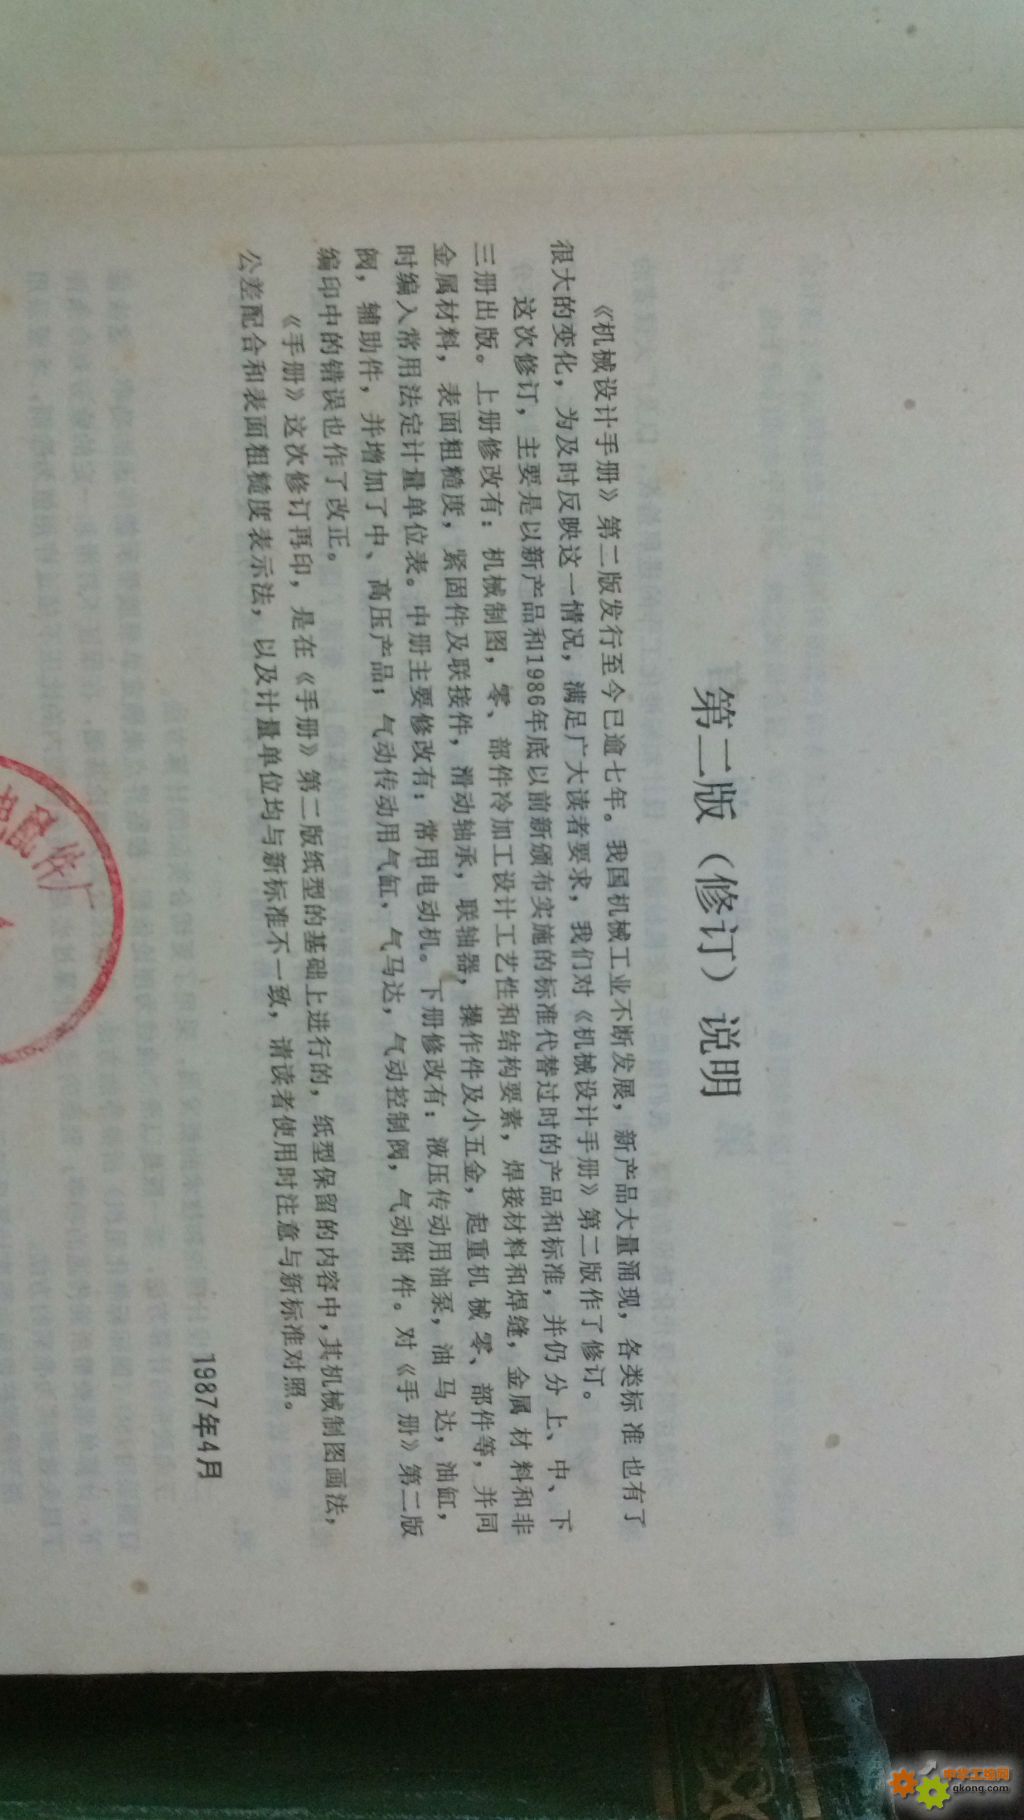 第二版（修订）说明
《机械设计手册》第二版发行至今已逾七年。我国机械工业不断发展，新产品大量涌现，各类标准也有了
很大的变化，为及时反映这一情况，满足广大读者要求，我们对《机械设计手册》第二版作了修订。
这次修订，主要是以新产品和1986年底以前新颁布实施的标准代替过时的产品和标准，并仍分上、中、下
三册出版。上册修改有：机械制图，零、部件冷加工设计工艺性和结构要素，焊接材料和焊缝，金属材料和非
金属材料，表面粗糙度，紧固件及联接件，滑动轴承，联轴器，操作件及小五金，起重机械零、部件等，并同
时编入常用法定计量单位表。中册主要修改有：常用电动机。下册修改有：液压传动用油泵，油马达，油缸，
阀，辅助件，并增加了中、高压产品；气动传动用气缸，气马达，气动控制阀，气动附件。对《手册》第二版
编印中的错误也作了改正。
《手册》这次修订再印，是在《手册》第二版纸型的基础上进行的，纸型保留的内容中，其机械制图画法，
公差配合和表面粗糙度表示法，以及计量单位均与新标准不一致，请读者使用时注意与新标准对照。
1987年4月
配件厂
中华工控网
gkong.com